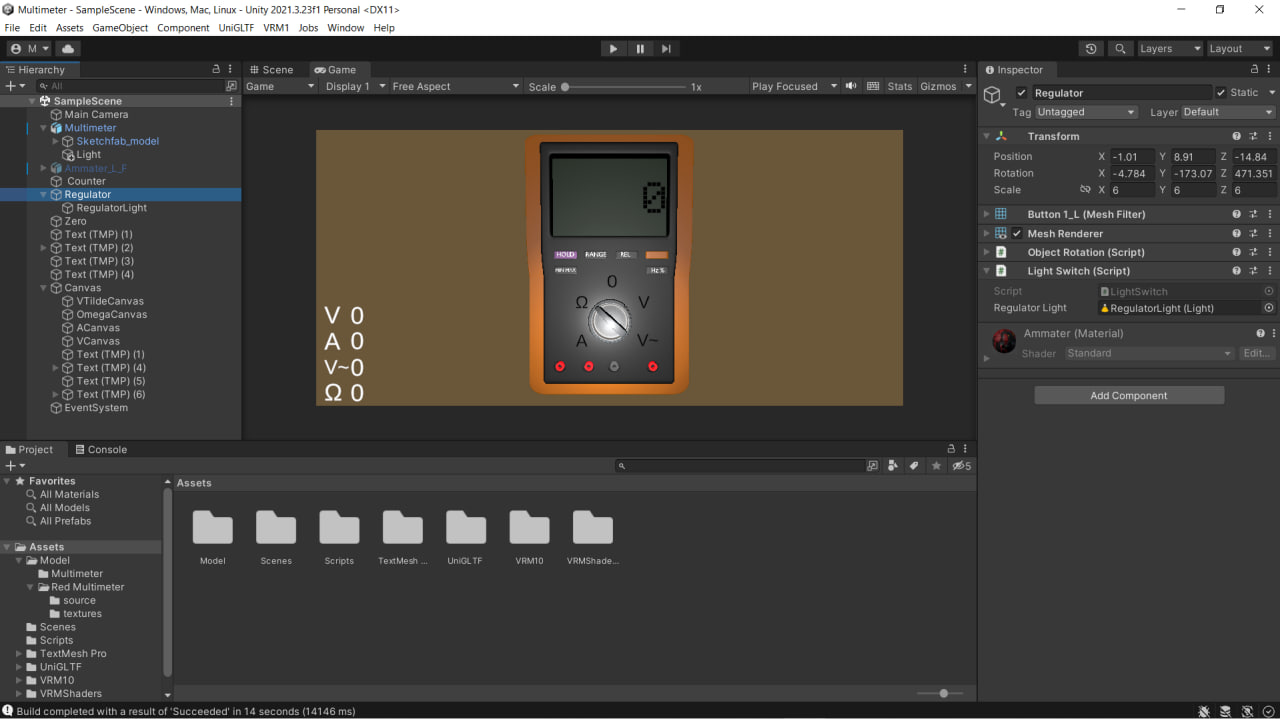 Multimeter - SampleScene - Windows, Mac, Linux - Unity 2021.3.23f1 Personal <DX11>
File Edit Assets GameObject Component UniGLTF VRM1 Jobs Window Help
M Layers Layout
Hierarchy
All
SampleScene
Main Camera
Multimeter
Sketchfab_model
Light
Ammater_L_F
Counter
Regulator
RegulatorLight
Zero
Text (TMP) (1)
Text (TMP) (2)
Text (TMP) (3)
Text (TMP) (4)
Canvas
VTildeCanvas
OmegaCanvas
ACanvas
VCanvas
Text (TMP) (1)
Text (TMP) (4)
Text (TMP) (5)
Text (TMP) (6)
EventSystem
Scene Game
Game Display 1 Free Aspect Scale 1x Play Focused Stats Gizmos
0
HOLD RANGE REL
MIN MAX Hz %
0
Ω V
A V~
V 0
A 0
V~0
Ω 0
Inspector
Regulator Static
Tag Untagged Layer Default
Transform
Position X -1.01 Y 8.91 Z -14.84
Rotation X -4.784 Y -173.07 Z 471.351
Scale X 6 Y 6 Z 6
Button 1_L (Mesh Filter)
Mesh Renderer
Object Rotation (Script)
Light Switch (Script)
Script LightSwitch
Regulator Light RegulatorLight (Light)
Ammater (Material)
Shader Standard Edit...
Add Component
Project Console
5
Favorites
All Materials
All Models
All Prefabs
Assets
Model
Multimeter
Red Multimeter
source
textures
Scenes
Scripts
TextMesh Pro
UniGLTF
VRM10
VRMShaders
Assets
Model Scenes Scripts TextMesh ... UniGLTF VRM10 VRMShade...
Build completed with a result of 'Succeeded' in 14 seconds (14146 ms)